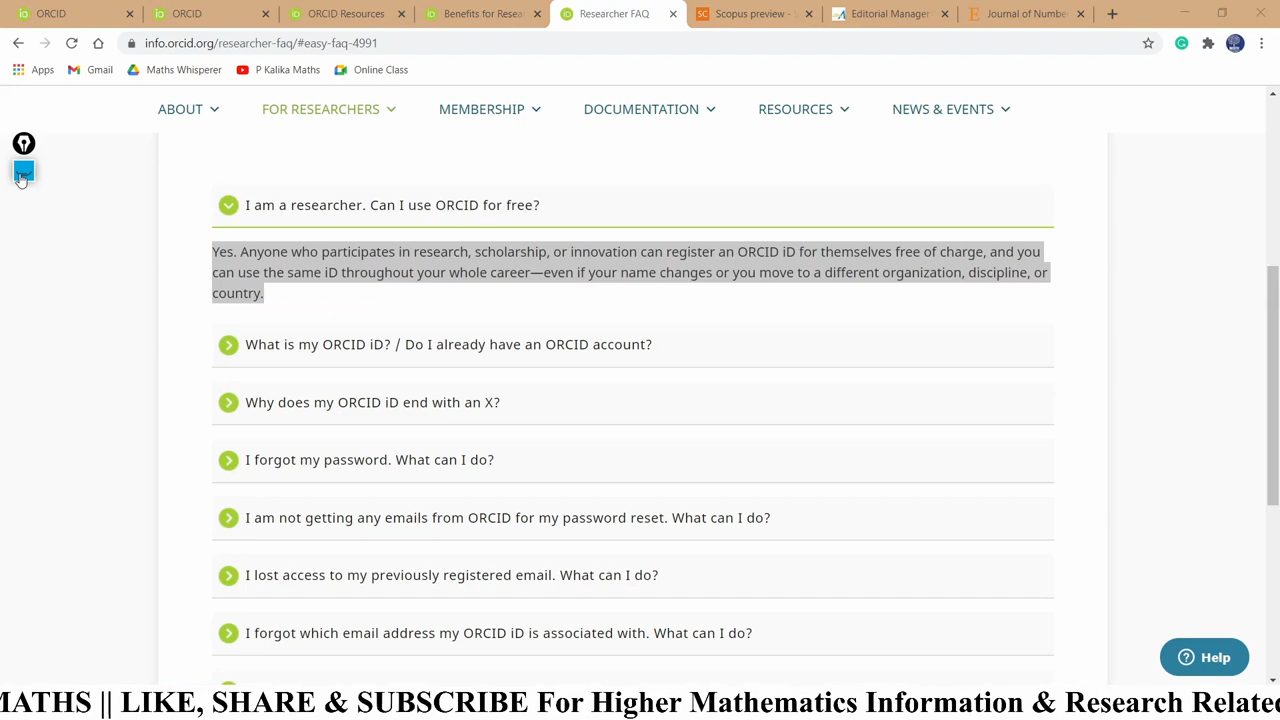 ORCID
ORCID
ORCID Resources
Benefits for Resea
Researcher FAQ
Scopus preview - S
Editorial Manager
Journal of Numbe
info.orcid.org/researcher-faq/#easy-faq-4991
Apps
Gmail
Maths Whisperer
P Kalika Maths
Online Class
ABOUT
FOR RESEARCHERS
MEMBERSHIP
DOCUMENTATION
RESOURCES
NEWS & EVENTS
I am a researcher. Can I use ORCID for free?
Yes. Anyone who participates in research, scholarship, or innovation can register an ORCID iD for themselves free of charge, and you
can use the same iD throughout your whole career—even if your name changes or you move to a different organization, discipline, or
country.
What is my ORCID iD? / Do I already have an ORCID account?
Why does my ORCID iD end with an X?
I forgot my password. What can I do?
I am not getting any emails from ORCID for my password reset. What can I do?
I lost access to my previously registered email. What can I do?
I forgot which email address my ORCID iD is associated with. What can I do?
Help
MATHS || LIKE, SHARE & SUBSCRIBE For Higher Mathematics Information & Research Related